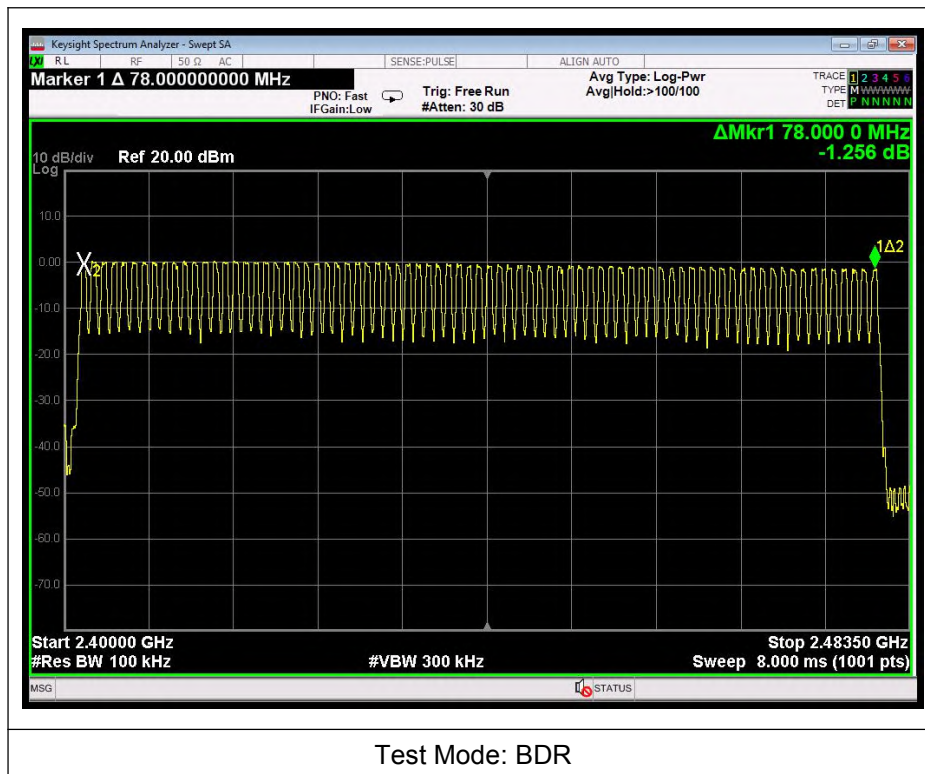 Keysight Spectrum Analyzer - Swept SA
LXI RL RF 50 Ω AC SENSE:PULSE ALIGN AUTO
Marker 1 Δ 78.000000000 MHz
PNO: Fast
IFGain:Low
Trig: Free Run
#Atten: 30 dB
Avg Type: Log-Pwr
Avg|Hold:>100/100
TRACE 1 2 3 4 5 6
TYPE M WWWWW
DET P N N N N N
ΔMkr1 78.000 0 MHz
-1.256 dB
10 dB/div Ref 20.00 dBm
Log
10.0
0.00
-10.0
-20.0
-30.0
-40.0
-50.0
-60.0
-70.0
X2
1Δ2
Start 2.40000 GHz Stop 2.48350 GHz
#Res BW 100 kHz #VBW 300 kHz Sweep 8.000 ms (1001 pts)
MSG STATUS
Test Mode: BDR